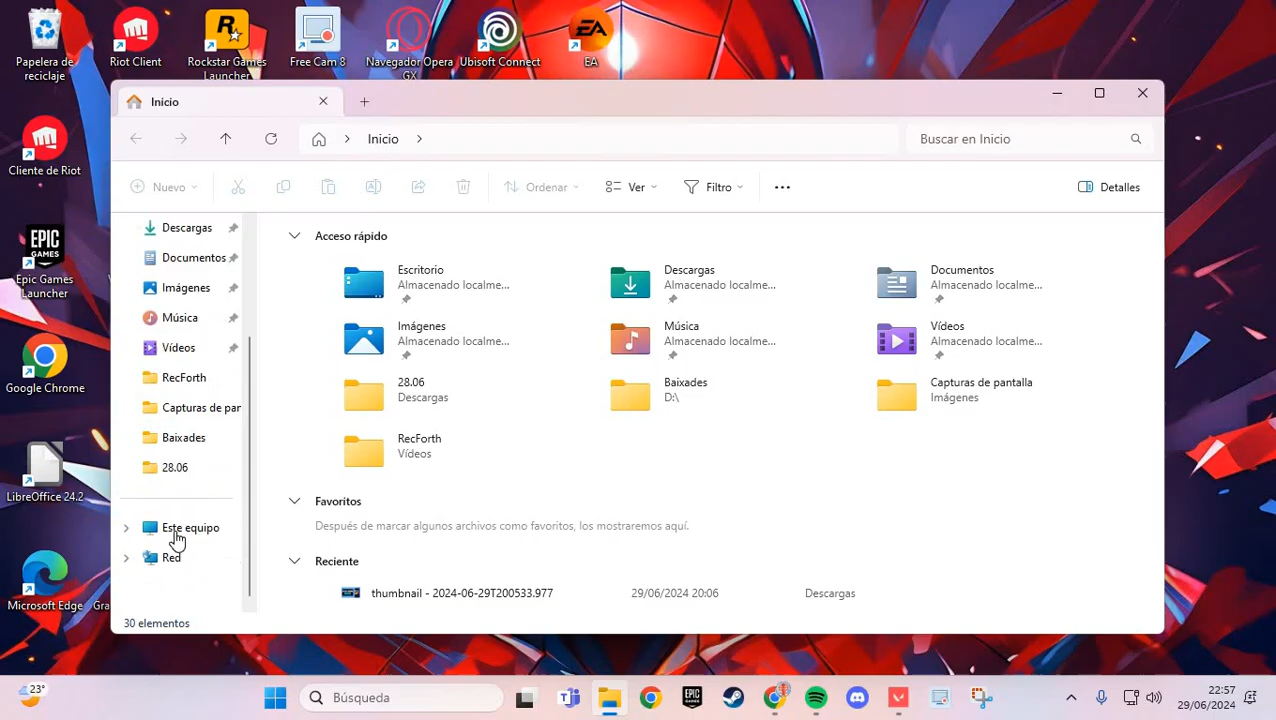 Papelera de
reciclaje
Riot Client
Rockstar Games
Launcher
Free Cam 8
Navegador Opera
GX
Ubisoft Connect
EA
EA
Cliente de Riot
EPIC
GAMES
Epic Games
Launcher
Google Chrome
LibreOffice 24.2
Microsoft Edge
Gra
Inicio
Inicio
Buscar en Inicio
Nuevo
Ordenar
Ver
Filtro
Detalles
Descargas
Documentos
Imágenes
Música
Vídeos
RecForth
Capturas de par
Baixades
28.06
Este equipo
Red
30 elementos
Acceso rápido
Escritorio
Almacenado localme...
Descargas
Almacenado localme...
Documentos
Almacenado localme...
Imágenes
Almacenado localme...
Música
Almacenado localme...
Vídeos
Almacenado localme...
28.06
Descargas
Baixades
D:\
Capturas de pantalla
Imágenes
RecForth
Vídeos
Favoritos
Después de marcar algunos archivos como favoritos, los mostraremos aquí.
Reciente
thumbnail - 2024-06-29T200533.977 29/06/2024 20:06 Descargas
23°
Búsqueda
22:57
29/06/2024